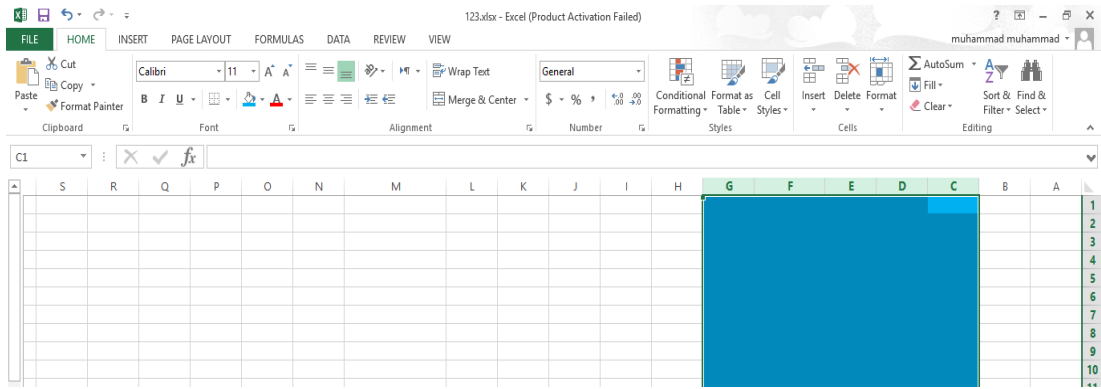 123.xlsx - Excel (Product Activation Failed)
FILE HOME INSERT PAGE LAYOUT FORMULAS DATA REVIEW VIEW muhammad muhammad
Paste
Cut
Copy
Format Painter
Clipboard
Calibri 11
B I U
Font
Wrap Text
Merge & Center
Alignment
General
$ % ,
Number
Conditional Formatting
Format as Table
Cell Styles
Styles
Insert Delete Format
Cells
AutoSum
Fill
Clear
Sort & Filter
Find & Select
Editing
C1 fx
S R Q P O N M L K J I H G F E D C B A
1
2
3
4
5
6
7
8
9
10
11